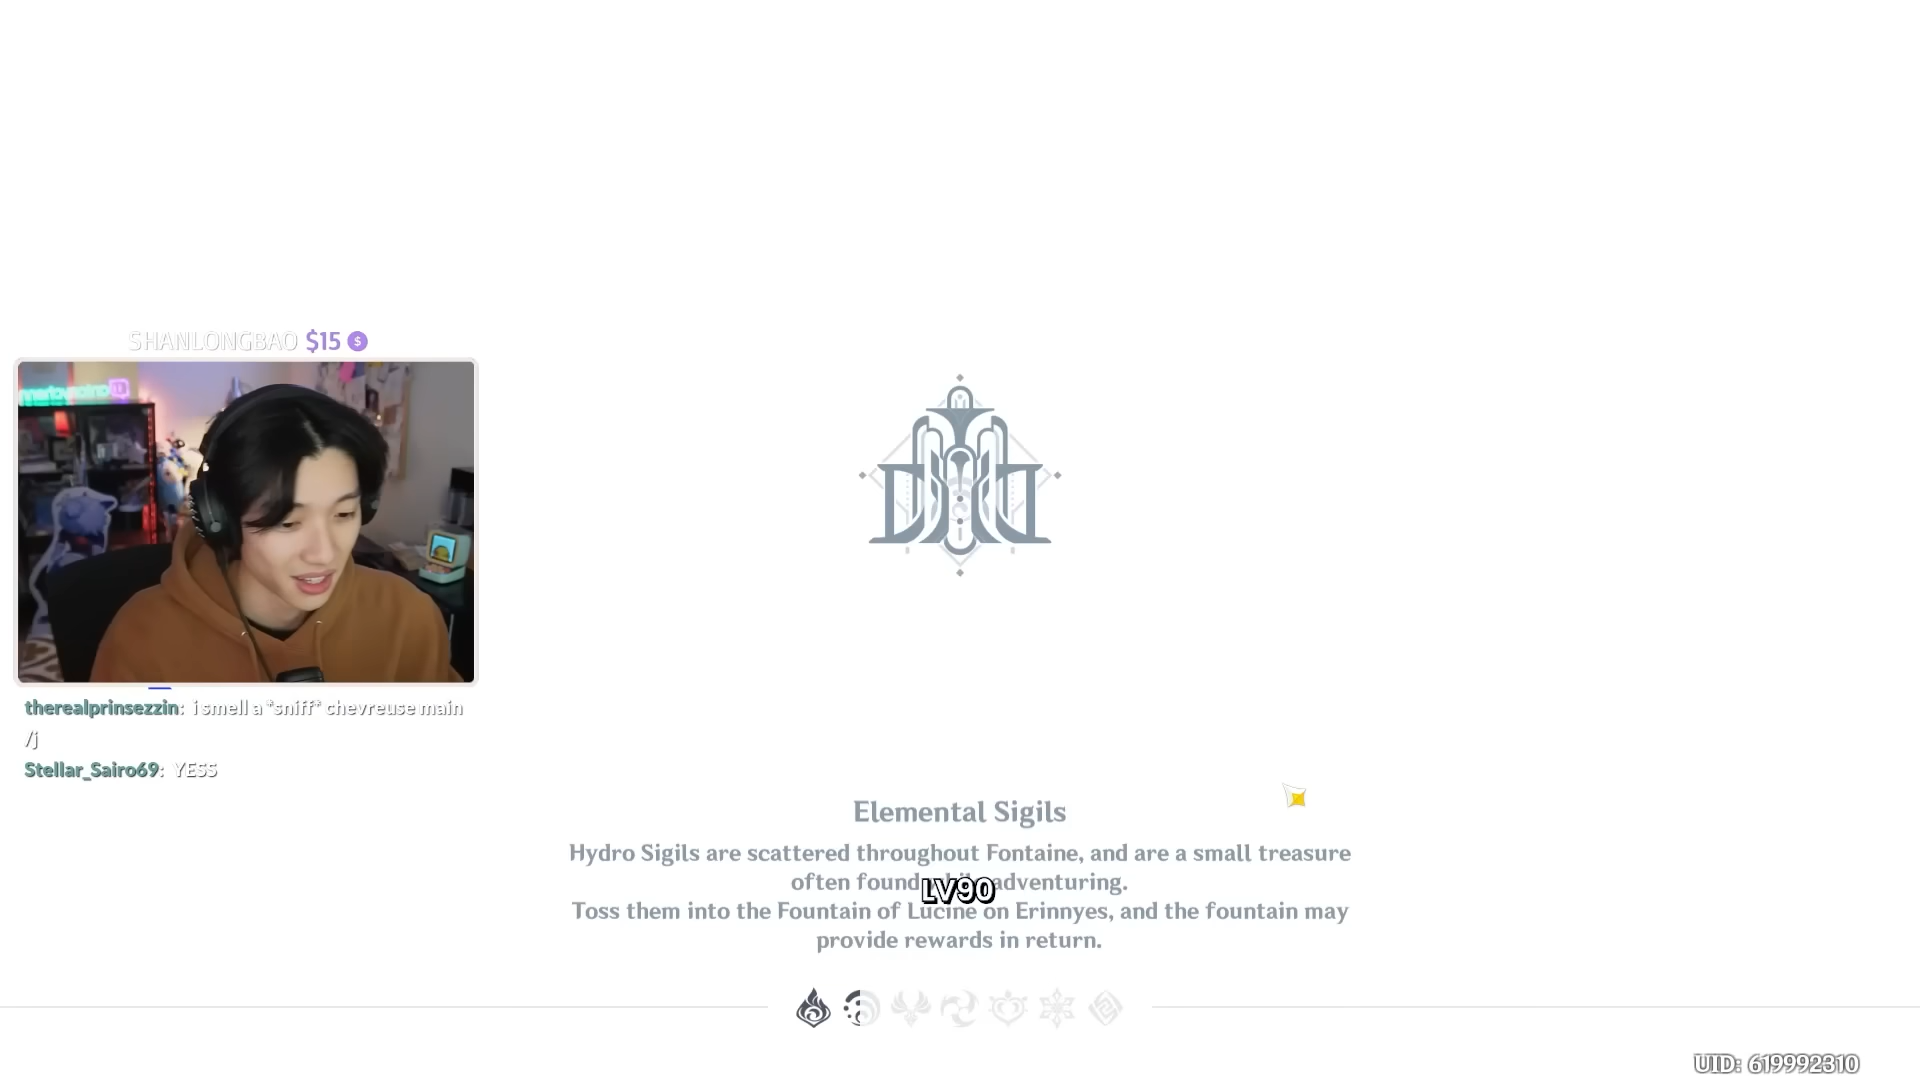 SHANLONGBAO $15
therealprinsezzin: i smell a *sniff* chevreuse main
/j
Stellar_Sairo69: YESS
Elemental Sigils
Hydro Sigils are scattered throughout Fontaine, and are a small treasure
often found while adventuring.
LV90
Toss them into the Fountain of Lucine on Erinnyes, and the fountain may
provide rewards in return.
UID: 619992310